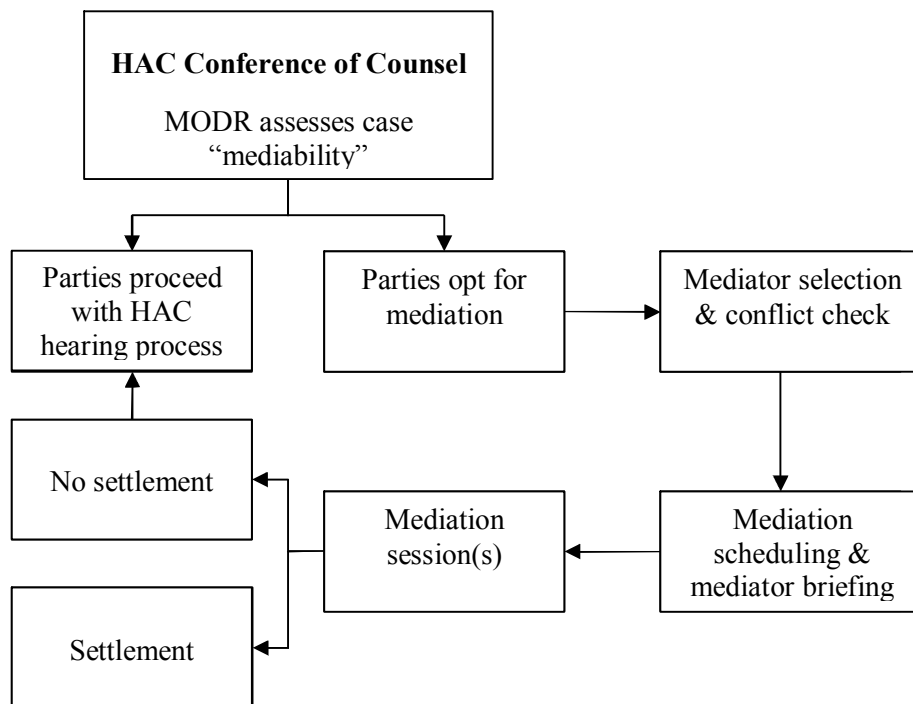 HAC Conference of Counsel
MODR assesses case
“mediability”
Parties proceed
with HAC
hearing process
Parties opt for
mediation
Mediator selection
& conflict check
No settlement
Mediation
session(s)
Mediation
scheduling &
mediator briefing
Settlement